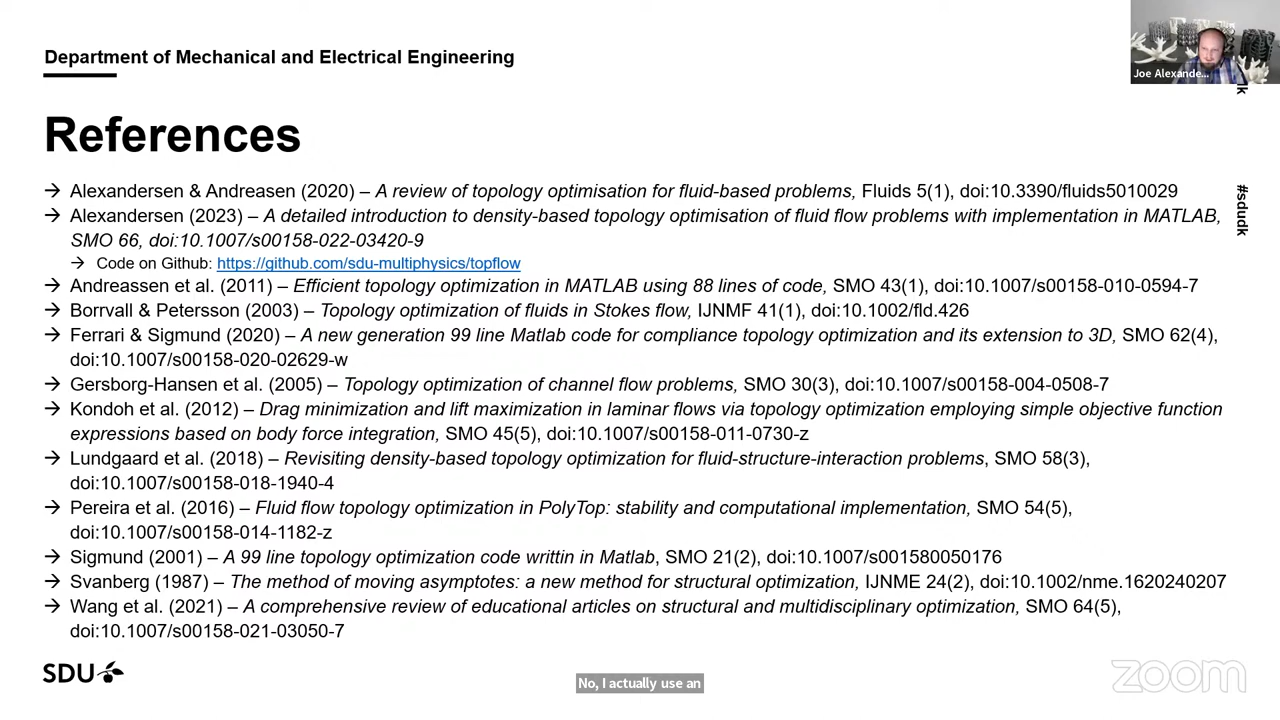 Department of Mechanical and Electrical Engineering
Joe Alexande...
References
→ Alexandersen & Andreasen (2020) – A review of topology optimisation for fluid-based problems, Fluids 5(1), doi:10.3390/fluids5010029
→ Alexandersen (2023) – A detailed introduction to density-based topology optimisation of fluid flow problems with implementation in MATLAB,
SMO 66, doi:10.1007/s00158-022-03420-9
→ Code on Github: https://github.com/sdu-multiphysics/topflow
→ Andreassen et al. (2011) – Efficient topology optimization in MATLAB using 88 lines of code, SMO 43(1), doi:10.1007/s00158-010-0594-7
→ Borrvall & Petersson (2003) – Topology optimization of fluids in Stokes flow, IJNMF 41(1), doi:10.1002/fld.426
→ Ferrari & Sigmund (2020) – A new generation 99 line Matlab code for compliance topology optimization and its extension to 3D, SMO 62(4),
doi:10.1007/s00158-020-02629-w
→ Gersborg-Hansen et al. (2005) – Topology optimization of channel flow problems, SMO 30(3), doi:10.1007/s00158-004-0508-7
→ Kondoh et al. (2012) – Drag minimization and lift maximization in laminar flows via topology optimization employing simple objective function
expressions based on body force integration, SMO 45(5), doi:10.1007/s00158-011-0730-z
→ Lundgaard et al. (2018) – Revisiting density-based topology optimization for fluid-structure-interaction problems, SMO 58(3),
doi:10.1007/s00158-018-1940-4
→ Pereira et al. (2016) – Fluid flow topology optimization in PolyTop: stability and computational implementation, SMO 54(5),
doi:10.1007/s00158-014-1182-z
→ Sigmund (2001) – A 99 line topology optimization code writtin in Matlab, SMO 21(2), doi:10.1007/s001580050176
→ Svanberg (1987) – The method of moving asymptotes: a new method for structural optimization, IJNME 24(2), doi:10.1002/nme.1620240207
→ Wang et al. (2021) – A comprehensive review of educational articles on structural and multidisciplinary optimization, SMO 64(5),
doi:10.1007/s00158-021-03050-7
#sdudk
SDU
No, I actually use an
zoom